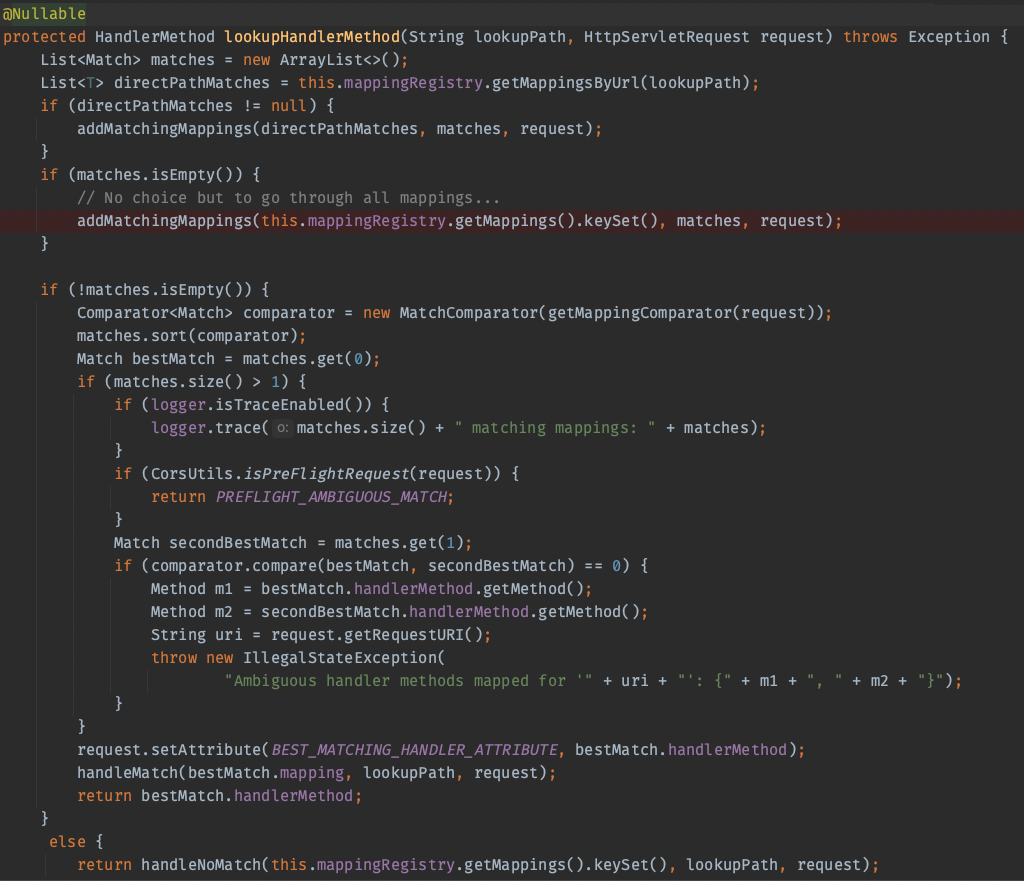 @Nullable
protected HandlerMethod lookupHandlerMethod(String lookupPath, HttpServletRequest request) throws Exception {
    List<Match> matches = new ArrayList<>();
    List<T> directPathMatches = this.mappingRegistry.getMappingsByUrl(lookupPath);
    if (directPathMatches != null) {
        addMatchingMappings(directPathMatches, matches, request);
    }
    if (matches.isEmpty()) {
        // No choice but to go through all mappings...
        addMatchingMappings(this.mappingRegistry.getMappings().keySet(), matches, request);
    }

    if (!matches.isEmpty()) {
        Comparator<Match> comparator = new MatchComparator(getMappingComparator(request));
        matches.sort(comparator);
        Match bestMatch = matches.get(0);
        if (matches.size() > 1) {
            if (logger.isTraceEnabled()) {
                logger.trace( o: matches.size() + " matching mappings: " + matches);
            }
            if (CorsUtils.isPreFlightRequest(request)) {
                return PREFLIGHT_AMBIGUOUS_MATCH;
            }
            Match secondBestMatch = matches.get(1);
            if (comparator.compare(bestMatch, secondBestMatch) == 0) {
                Method m1 = bestMatch.handlerMethod.getMethod();
                Method m2 = secondBestMatch.handlerMethod.getMethod();
                String uri = request.getRequestURI();
                throw new IllegalStateException(
                        "Ambiguous handler methods mapped for '" + uri + "': {" + m1 + ", " + m2 + "}");
            }
        }
        request.setAttribute(BEST_MATCHING_HANDLER_ATTRIBUTE, bestMatch.handlerMethod);
        handleMatch(bestMatch.mapping, lookupPath, request);
        return bestMatch.handlerMethod;
    }
     else {
        return handleNoMatch(this.mappingRegistry.getMappings().keySet(), lookupPath, request);